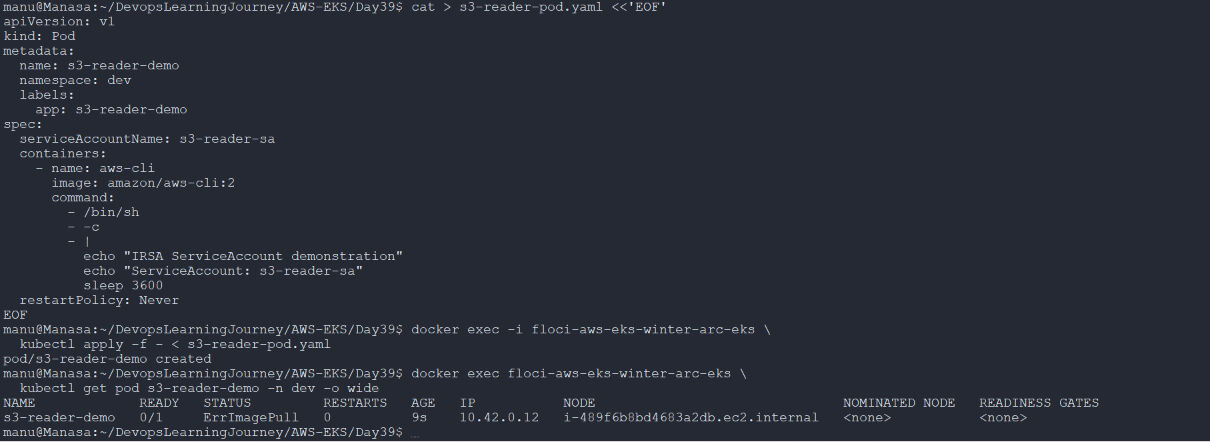 manu@Manasa:~/DevopsLearningJourney/AWS-EKS/Day39$ cat > s3-reader-pod.yaml <<'EOF'
apiVersion: v1
kind: Pod
metadata:
  name: s3-reader-demo
  namespace: dev
  labels:
    app: s3-reader-demo
spec:
  serviceAccountName: s3-reader-sa
  containers:
    - name: aws-cli
      image: amazon/aws-cli:2
      command:
        - /bin/sh
        - -c
        - |
          echo "IRSA ServiceAccount demonstration"
          echo "ServiceAccount: s3-reader-sa"
          sleep 3600
  restartPolicy: Never
EOF
manu@Manasa:~/DevopsLearningJourney/AWS-EKS/Day39$ docker exec -i floci-aws-eks-winter-arc-eks \
  kubectl apply -f - < s3-reader-pod.yaml
pod/s3-reader-demo created
manu@Manasa:~/DevopsLearningJourney/AWS-EKS/Day39$ docker exec floci-aws-eks-winter-arc-eks \
  kubectl get pod s3-reader-demo -n dev -o wide
NAME             READY   STATUS         RESTARTS   AGE   IP           NODE                               NOMINATED NODE   READINESS GATES
s3-reader-demo   0/1     ErrImagePull   0          9s    10.42.0.12   i-489f6b8bd4683a2db.ec2.internal   <none>           <none>
manu@Manasa:~/DevopsLearningJourney/AWS-EKS/Day39$